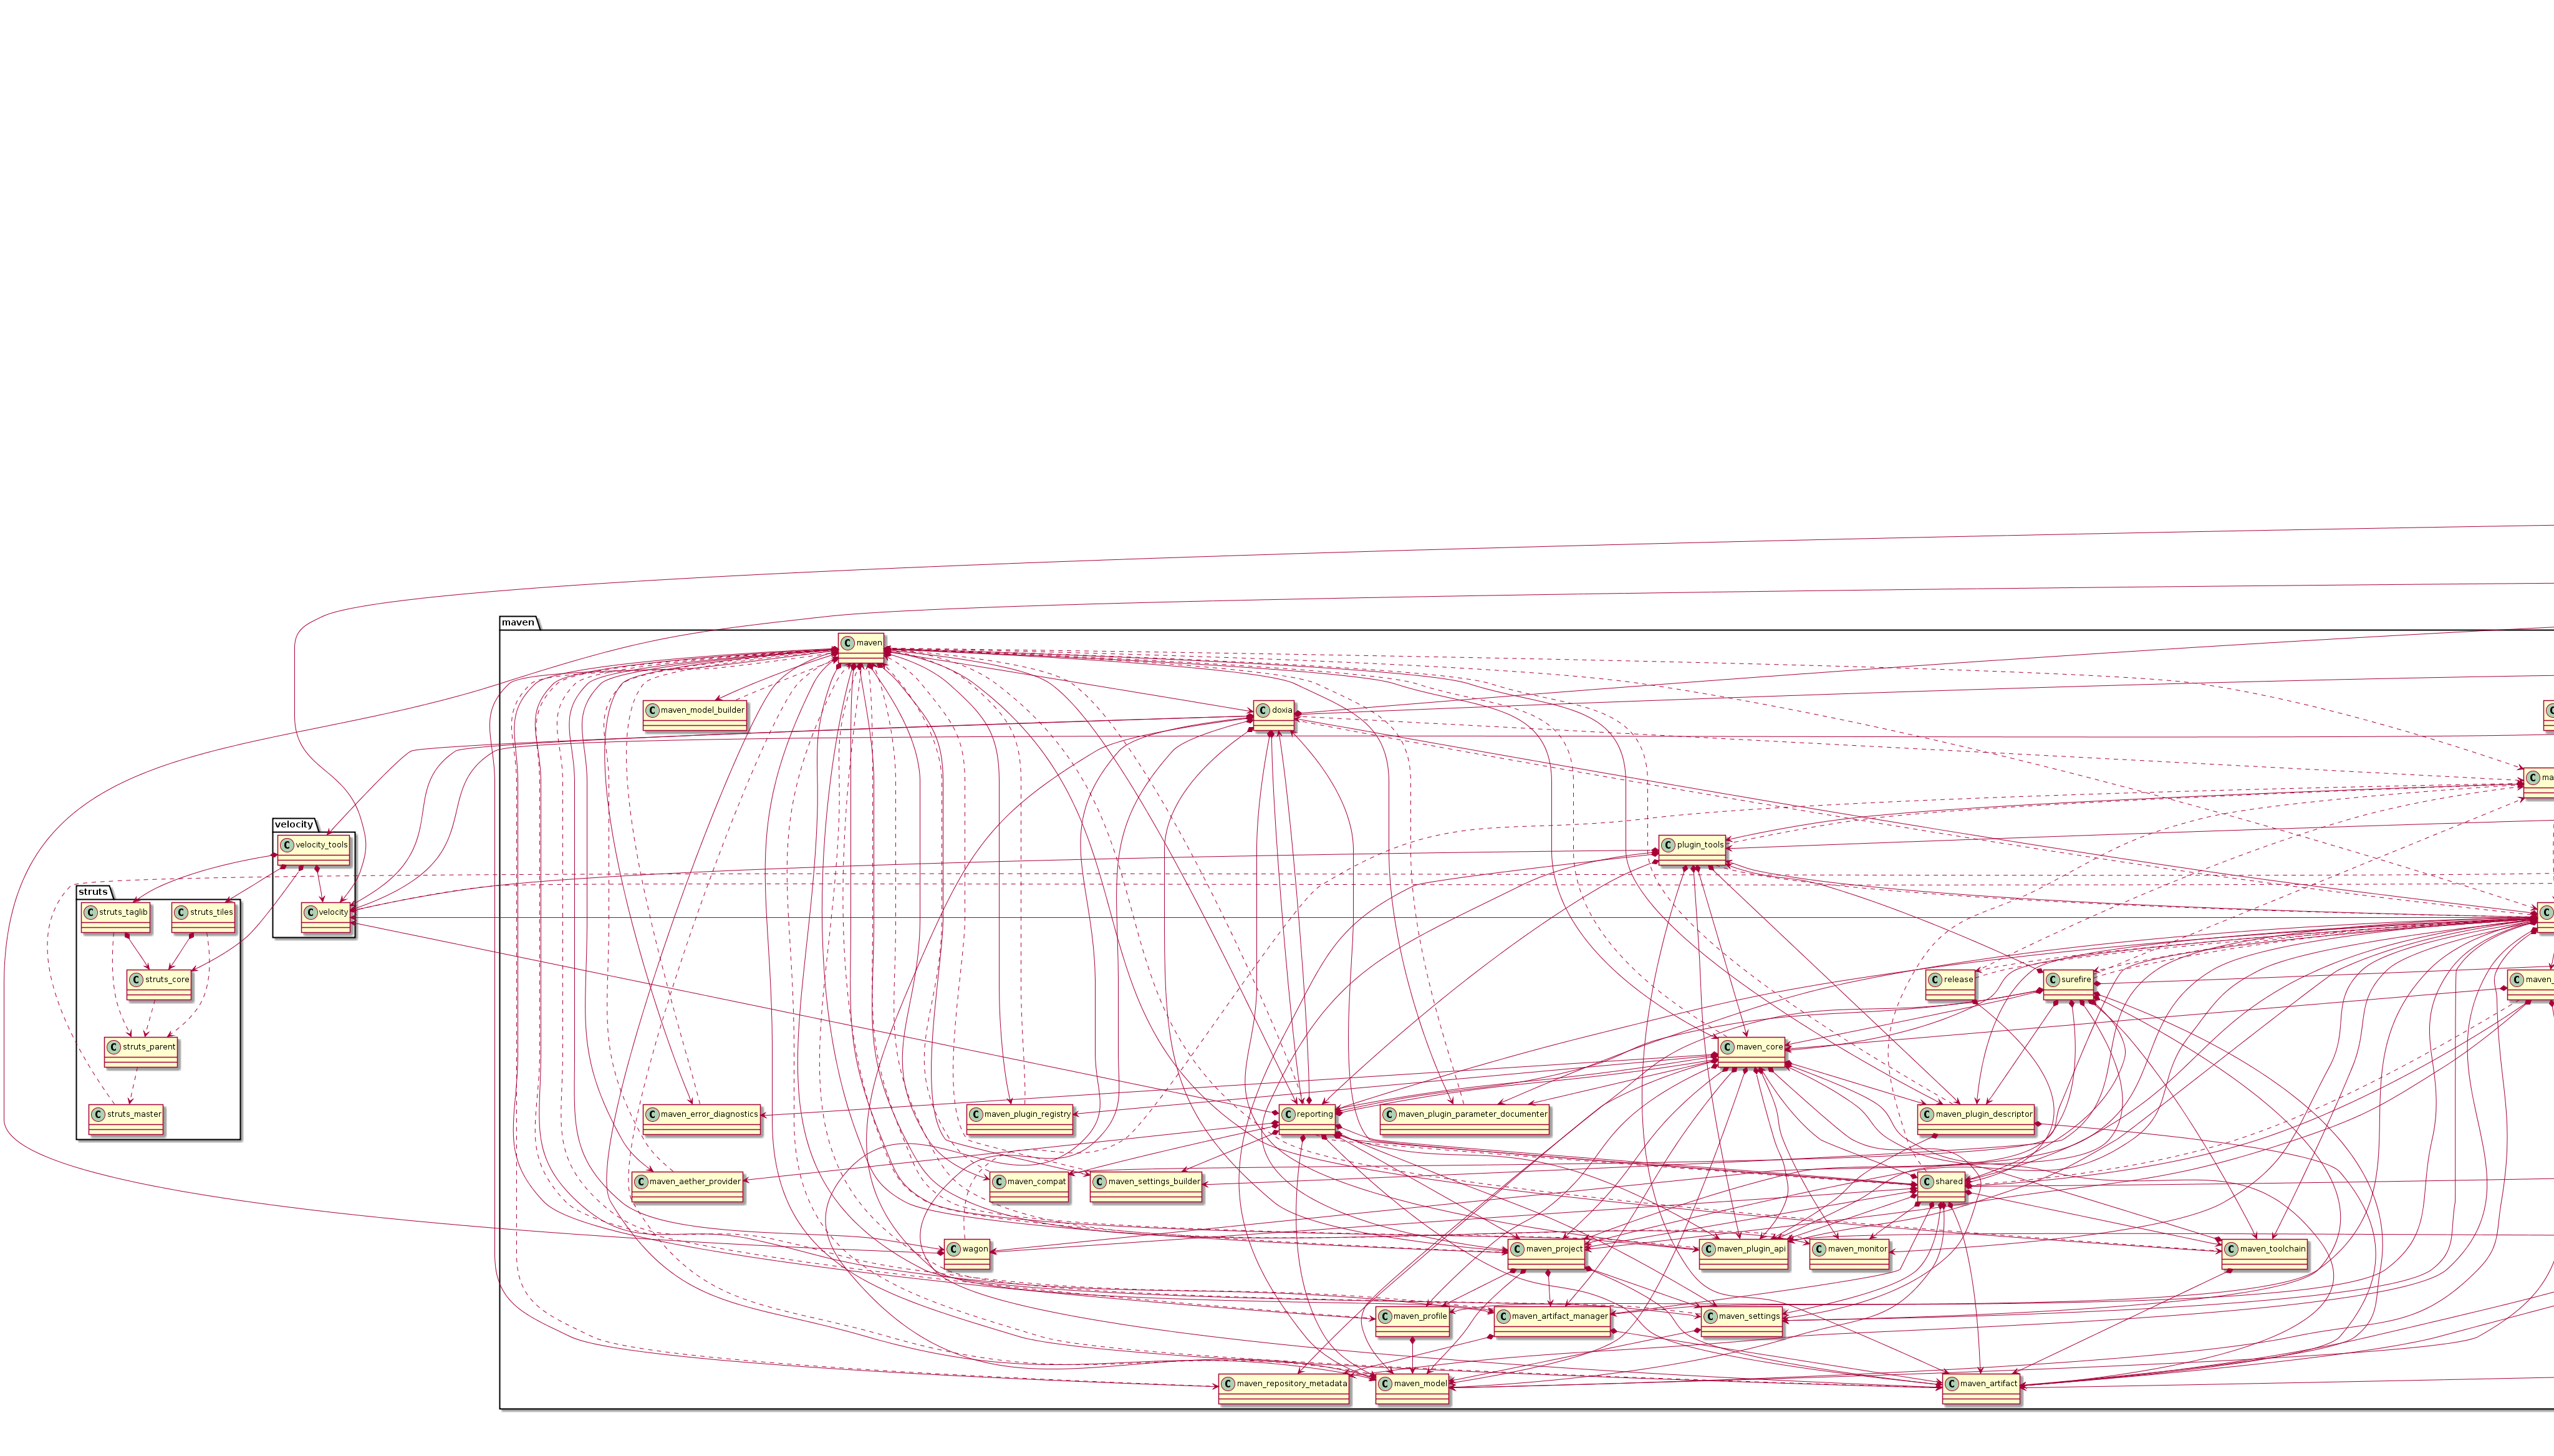 maven
C maven
C maven_model_builder
C doxia
C
C ma
velocity
C velocity_tools
C plugin_tools
struts
C struts_taglib
C struts_tiles
C velocity
C
C struts_core
C release
C surefire
C maven_
C struts_parent
C maven_core
C struts_master
C maven_error_diagnostics
C maven_plugin_registry
C reporting
C maven_plugin_parameter_documenter
C maven_plugin_descriptor
C maven_aether_provider
C maven_compat
C maven_settings_builder
C shared
C wagon
C maven_project
C maven_plugin_api
C maven_monitor
C maven_toolchain
C maven_profile
C maven_artifact_manager
C maven_settings
C maven_repository_metadata
C maven_model
C maven_artifact